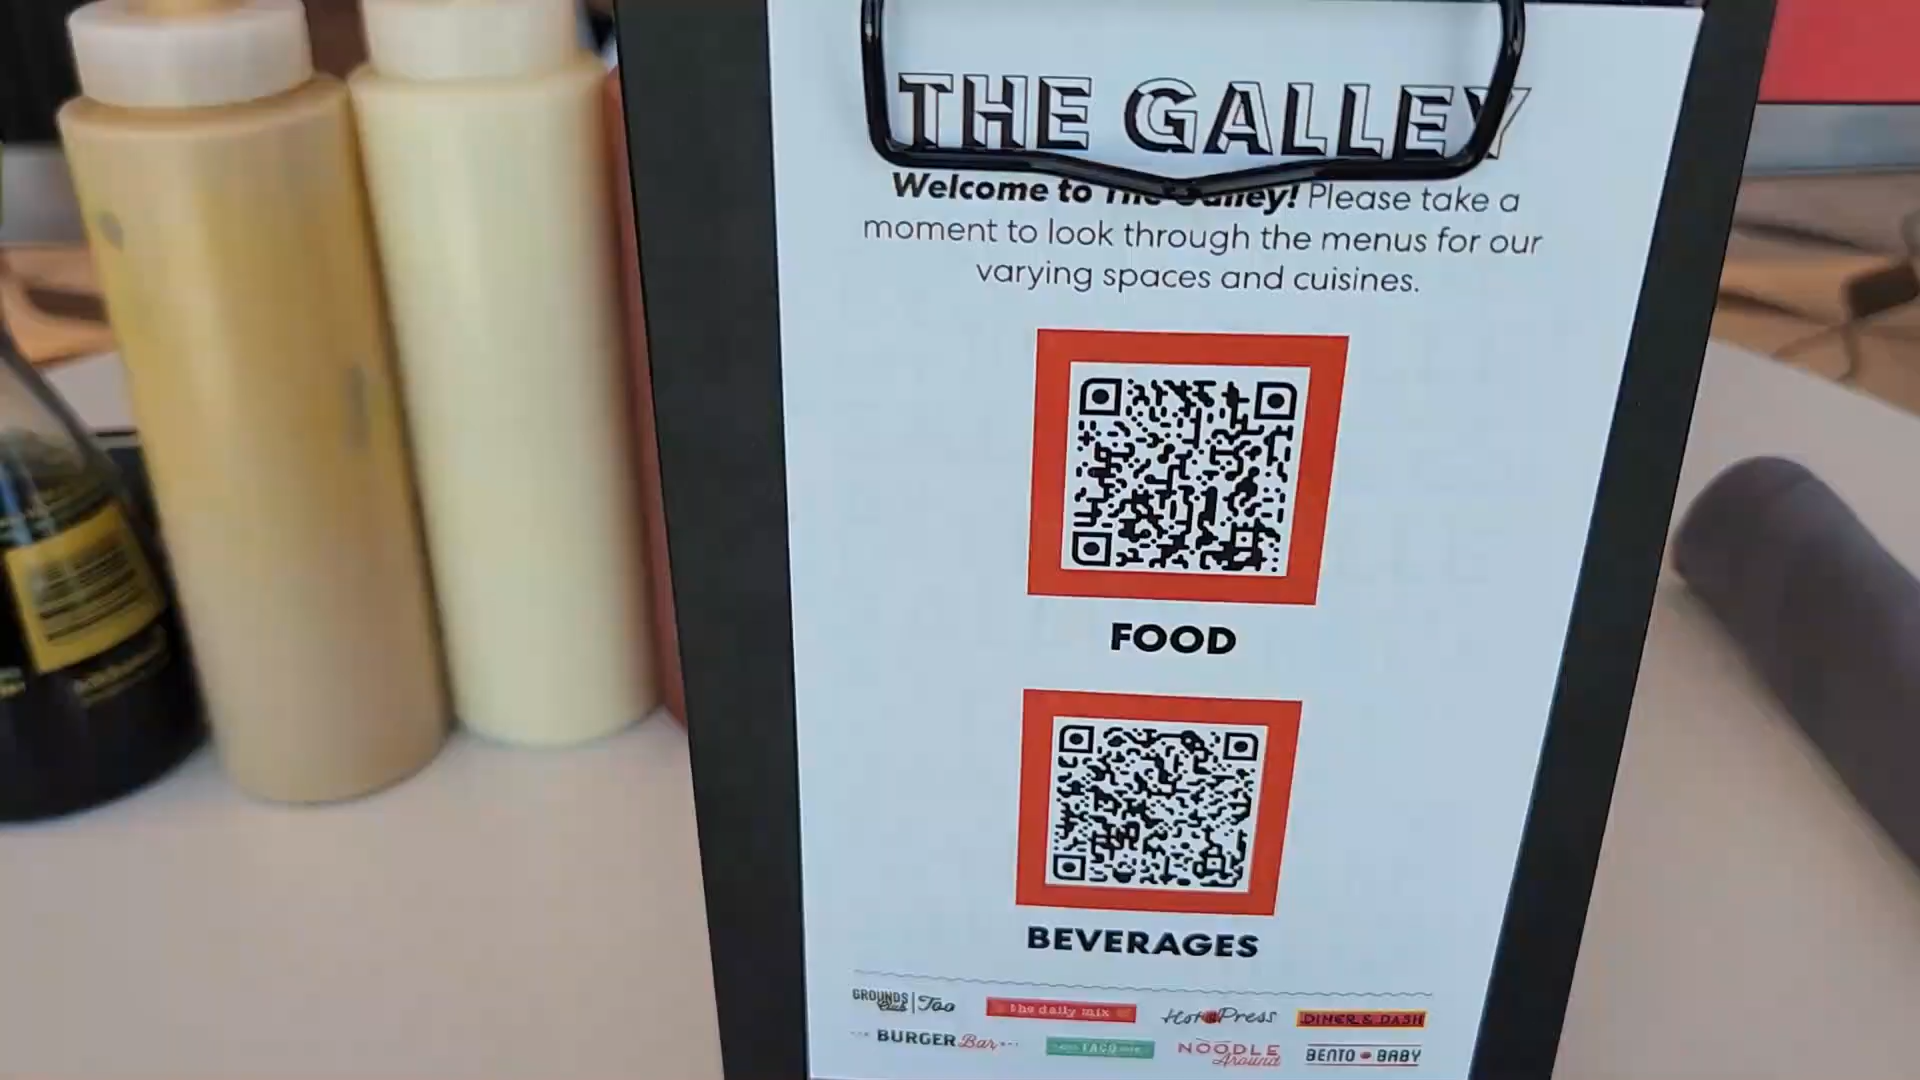 THE GALLEY
Welcome to The Galley! Please take a
moment to look through the menus for our
varying spaces and cuisines.
FOOD
BEVERAGES
GROUNDS Club | Too
the daily mix
Hot Press
DINER & DASH
BURGER Bar
TACO
NOODLE Around
BENTO BABY